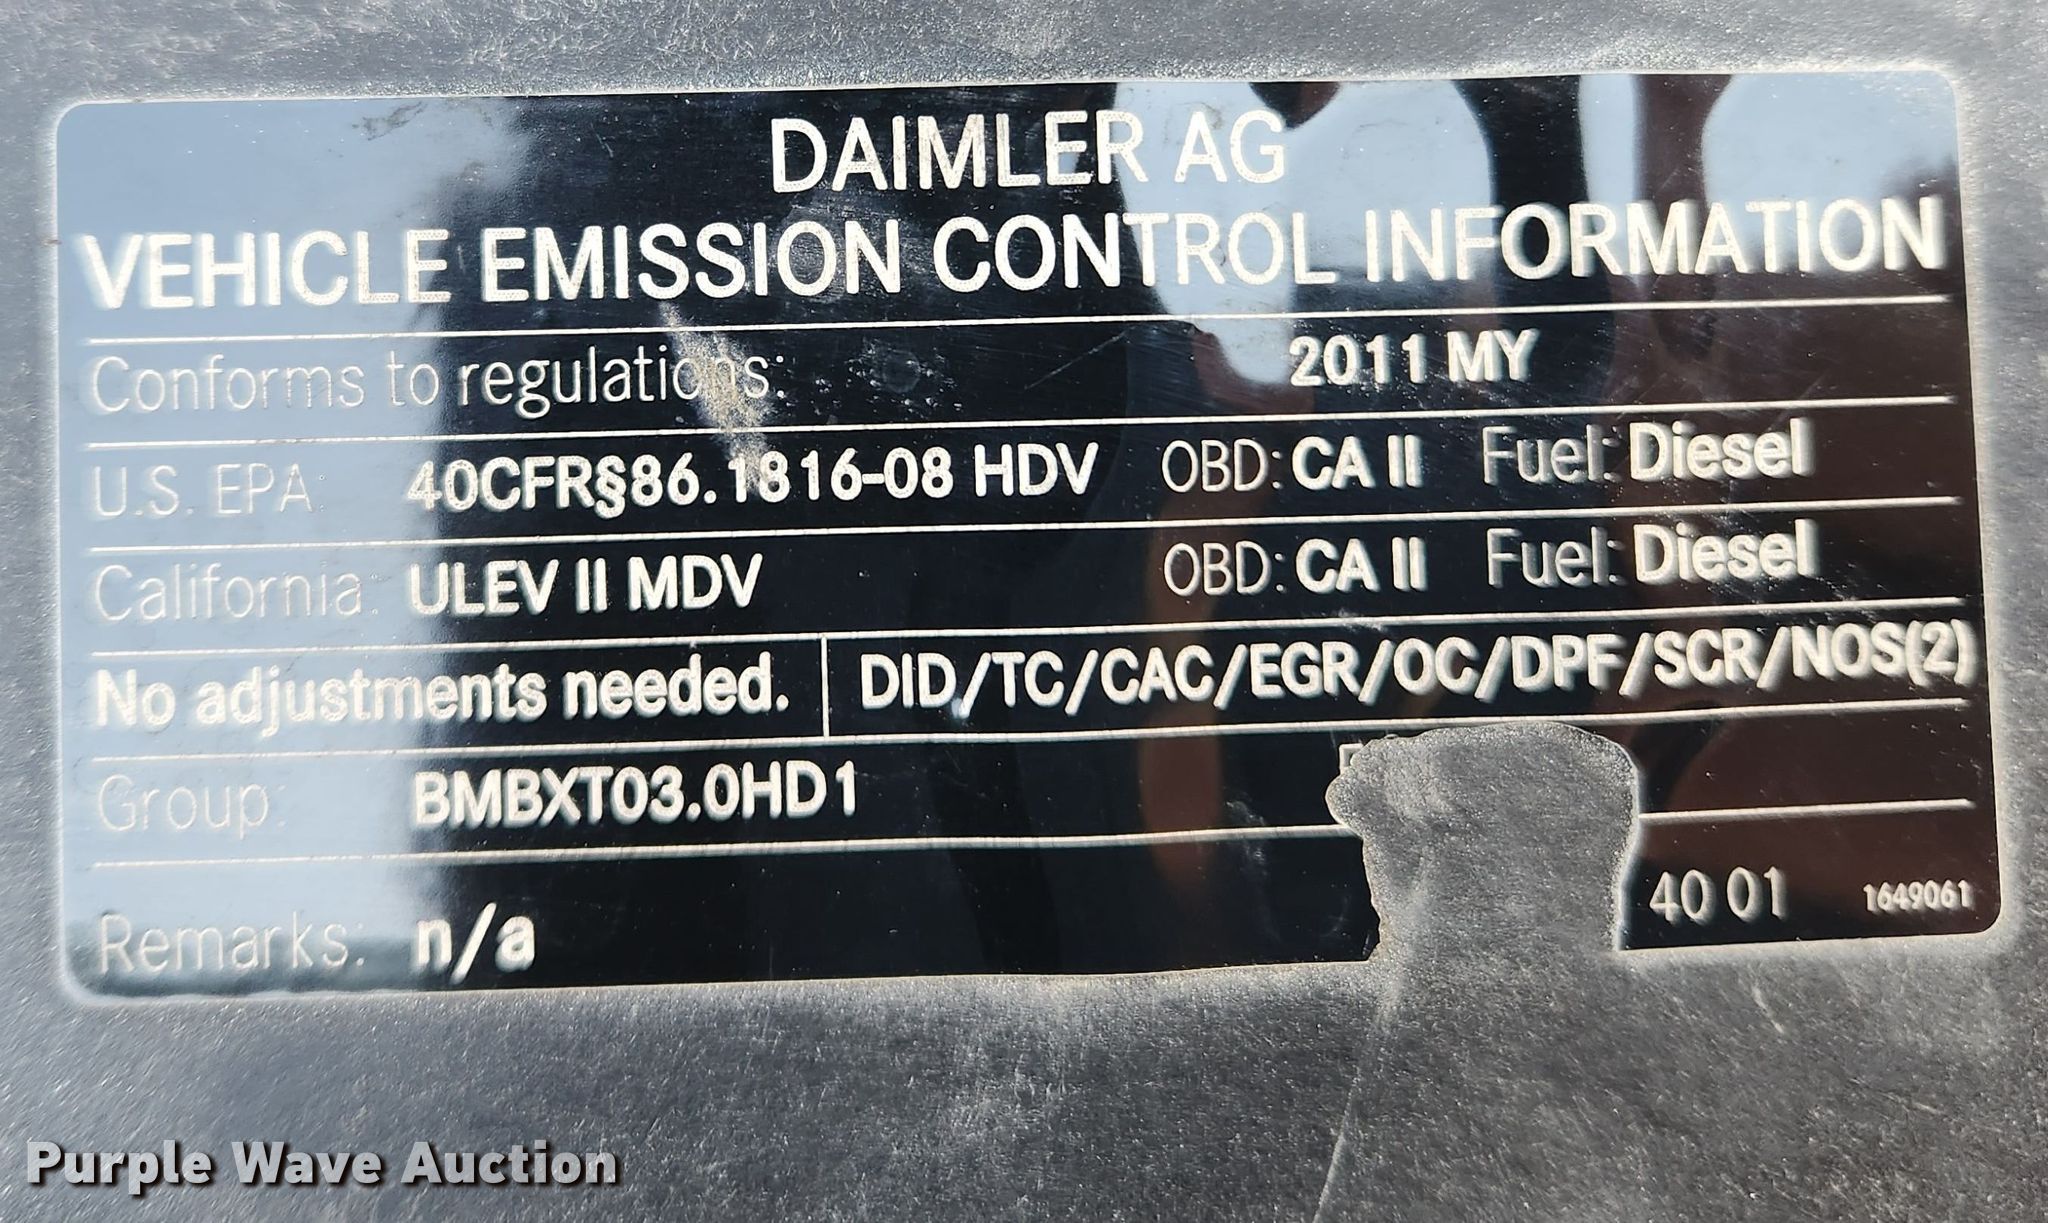 DAIMLER AG
VEHICLE EMISSION CONTROL INFORMATION
Conforms to regulations: 2011 MY
U.S. EPA: 40CFR§86.1816-08 HDV OBD: CA II Fuel: Diesel
California: ULEV II MDV OBD: CA II Fuel: Diesel
No adjustments needed. DID/TC/CAC/EGR/OC/DPF/SCR/NOS(2)
Group: BMBXT03.0HD1
Remarks: n/a 40 01 1649061
Purple Wave Auction